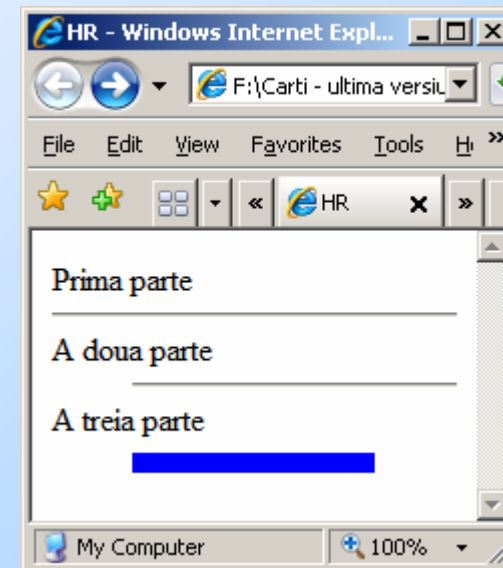 HR - Windows Internet Expl...
F:\Carti - ultima versiu
File Edit View Favorites Tools
« HR x »
Prima parte
A doua parte
A treia parte
My Computer 100%